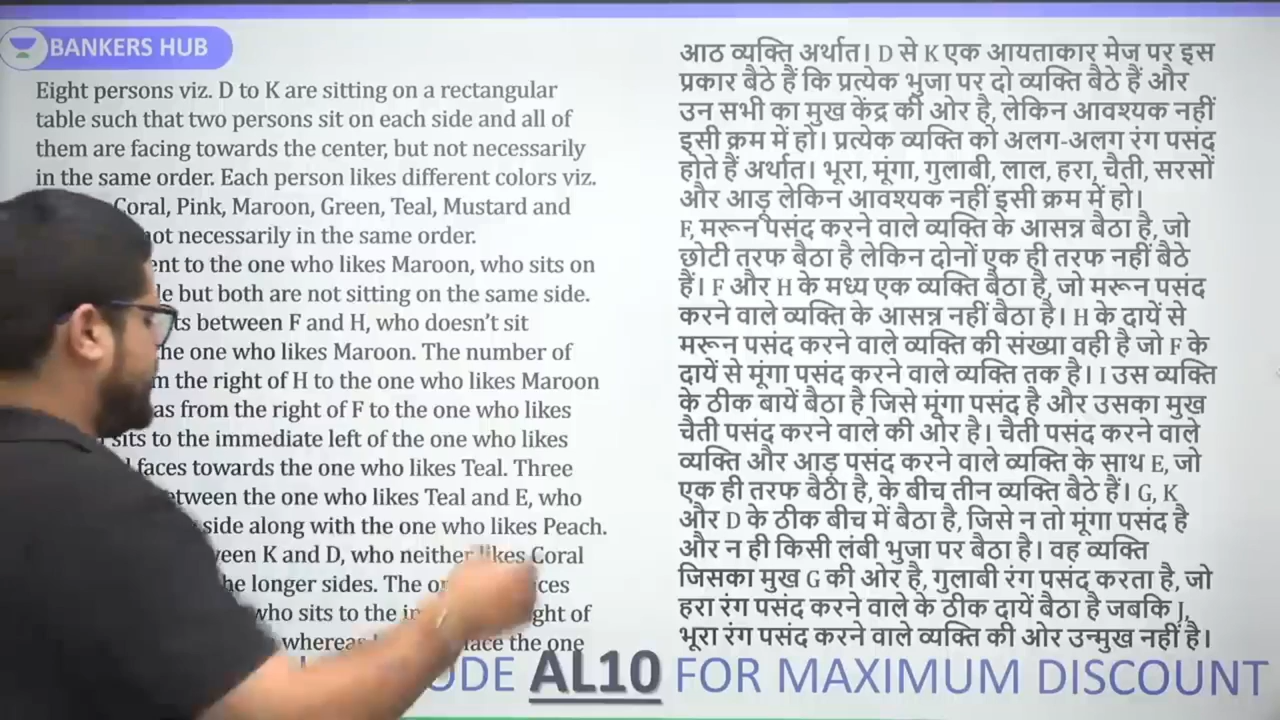 BANKERS HUB
Eight persons viz. D to K are sitting on a rectangular
table such that two persons sit on each side and all of
them are facing towards the center, but not necessarily
in the same order. Each person likes different colors viz.
Coral, Pink, Maroon, Green, Teal, Mustard and
not necessarily in the same order.
to the one who likes Maroon, who sits on
but both are not sitting on the same side.
between F and H, who doesn't sit
the one who likes Maroon. The number of
the right of H to the one who likes Maroon
as from the right of F to the one who likes
sits to the immediate left of the one who likes
faces towards the one who likes Teal. Three
between the one who likes Teal and E, who
side along with the one who likes Peach.
K and D, who neither likes Coral
longer sides. The
who sits to the of
whereas the one
आठ व्यक्ति अर्थात। D से K एक आयताकार मेज पर इस
प्रकार बैठे हैं कि प्रत्येक भुजा पर दो व्यक्ति बैठे हैं और
उन सभी का मुख केंद्र की ओर है, लेकिन आवश्यक नहीं
इसी क्रम में हो। प्रत्येक व्यक्ति को अलग-अलग रंग पसंद
होते हैं अर्थात। भूरा, मूंगा, गुलाबी, लाल, हरा, चैती, सरसों
और आड़ू लेकिन आवश्यक नहीं इसी क्रम में हो।
F, मरून पसंद करने वाले व्यक्ति के आसन्न बैठा है, जो
छोटी तरफ बैठा है लेकिन दोनों एक ही तरफ नहीं बैठे
हैं। F और H के मध्य एक व्यक्ति बैठा है, जो मरून पसंद
करने वाले व्यक्ति के आसन्न नहीं बैठा है। H के दायें से
मरून पसंद करने वाले व्यक्ति की संख्या वही है जो F के
दायें से मूंगा पसंद करने वाले व्यक्ति तक है। I उस व्यक्ति
के ठीक बायें बैठा है जिसे मूंगा पसंद है और उसका मुख
चैती पसंद करने वाले की ओर है। चैती पसंद करने वाले
व्यक्ति और आड़ू पसंद करने वाले व्यक्ति के साथ E, जो
एक ही तरफ बैठा है, के बीच तीन व्यक्ति बैठे हैं। G, K
और D के ठीक बीच में बैठा है, जिसे न तो मूंगा पसंद है
और न ही किसी लंबी भुजा पर बैठा है। वह व्यक्ति
जिसका मुख G की ओर है, गुलाबी रंग पसंद करता है, जो
हरा रंग पसंद करने वाले के ठीक दायें बैठा है जबकि J,
भूरा रंग पसंद करने वाले व्यक्ति की ओर उन्मुख नहीं है।
AL10 FOR MAXIMUM DISCOUNT